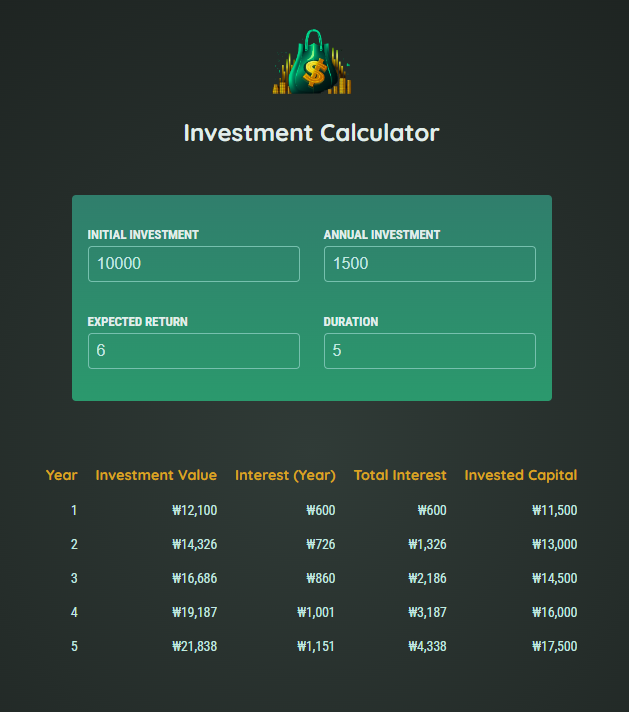 $
Investment Calculator
INITIAL INVESTMENT ANNUAL INVESTMENT
10000 1500
EXPECTED RETURN DURATION
6 5
Year Investment Value Interest (Year) Total Interest Invested Capital
1 ₩12,100 ₩600 ₩600 ₩11,500
2 ₩14,326 ₩726 ₩1,326 ₩13,000
3 ₩16,686 ₩860 ₩2,186 ₩14,500
4 ₩19,187 ₩1,001 ₩3,187 ₩16,000
5 ₩21,838 ₩1,151 ₩4,338 ₩17,500